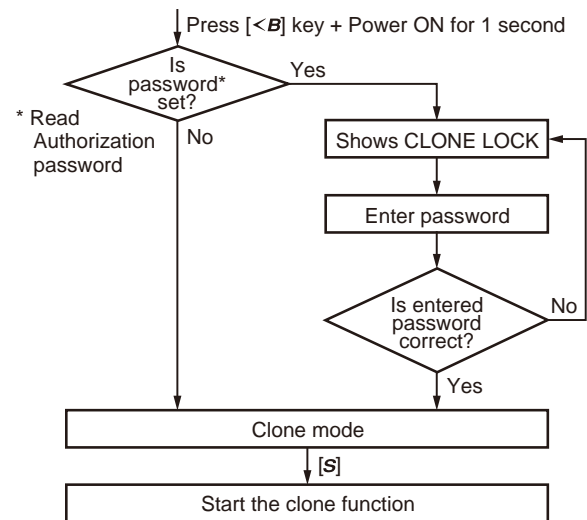 Press [<B] key + Power ON for 1 second
Is
password*
set?
Yes
* Read
Authorization
password
No
Shows CLONE LOCK
Enter password
Is entered
password
correct?
No
Yes
Clone mode
[S]
Start the clone function